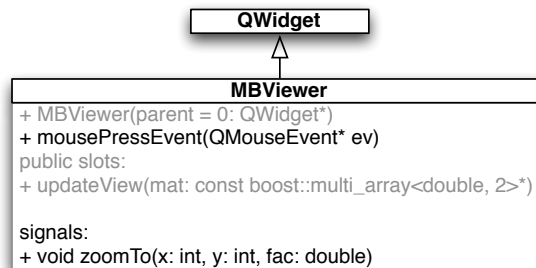 QWidget
MBViewer
+ MBViewer(parent = 0: QWidget*)
+ mousePressEvent(QMouseEvent* ev)
public slots:
+ updateView(mat: const boost::multi_array<double, 2>*)
signals:
+ void zoomTo(x: int, y: int, fac: double)